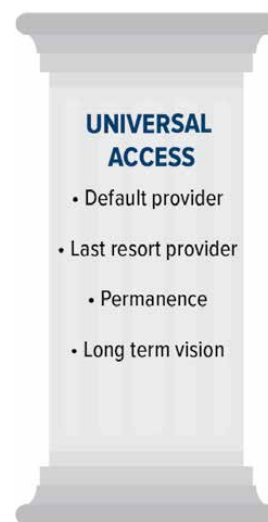 UNIVERSAL
ACCESS
• Default provider
• Last resort provider
• Permanence
• Long term vision